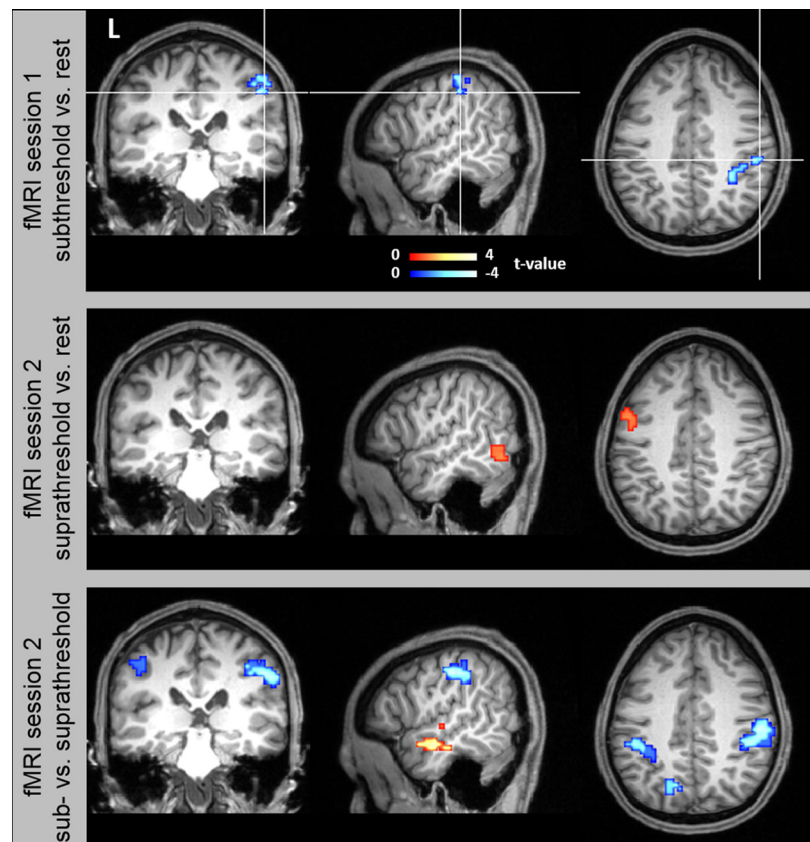 fMRI session 1
subthreshold vs. rest
L
0 4
0 -4
t-value
fMRI session 2
suprathreshold vs. rest
fMRI session 2
sub- vs. suprathreshold